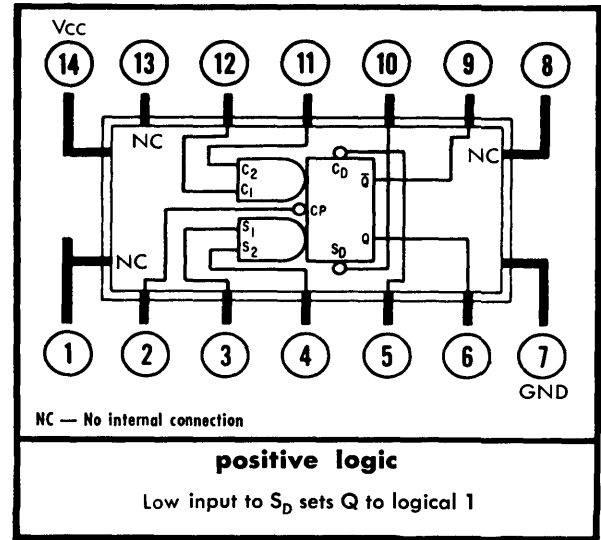 Vcc
14 13 12 11 10 9 8
NC
NC
C2
C1
CD
Q̅
CP
S1
S2
Q
SD
NC
1 2 3 4 5 6 7
GND
NC — No internal connection
positive logic
Low input to SD sets Q to logical 1